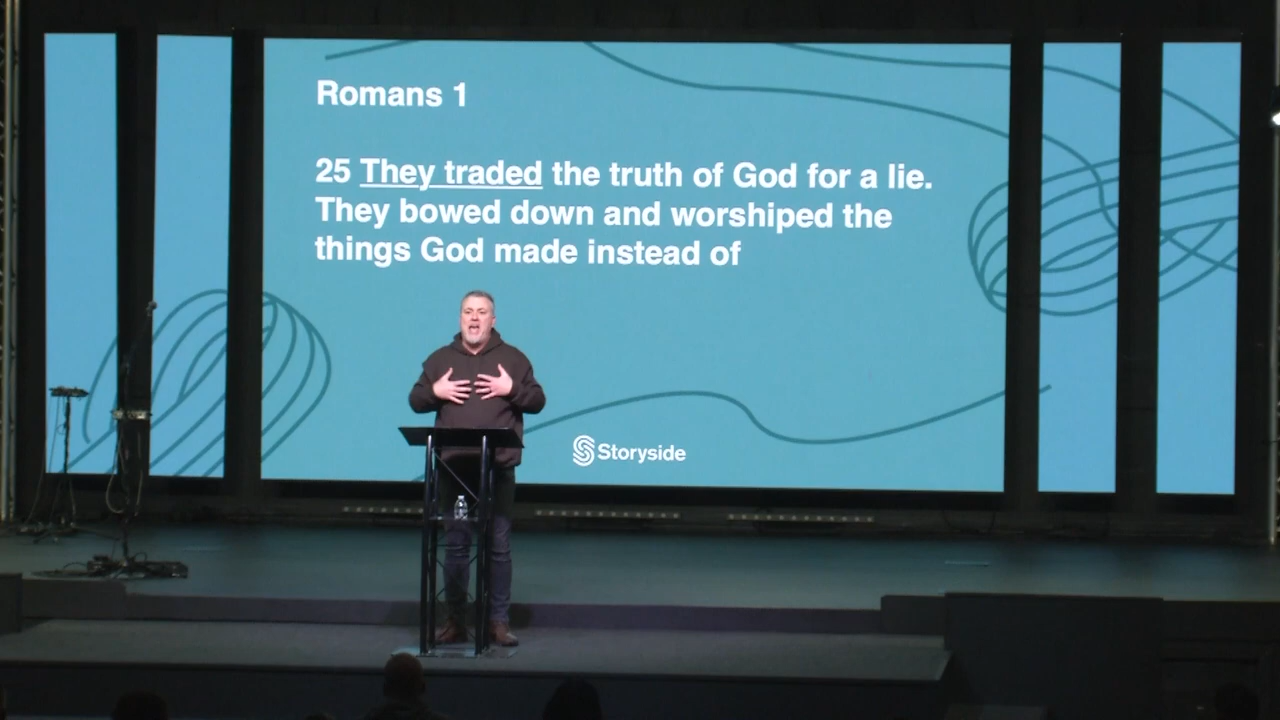 Romans 1
25 They traded the truth of God for a lie.
They bowed down and worshiped the
things God made instead of
Storyside